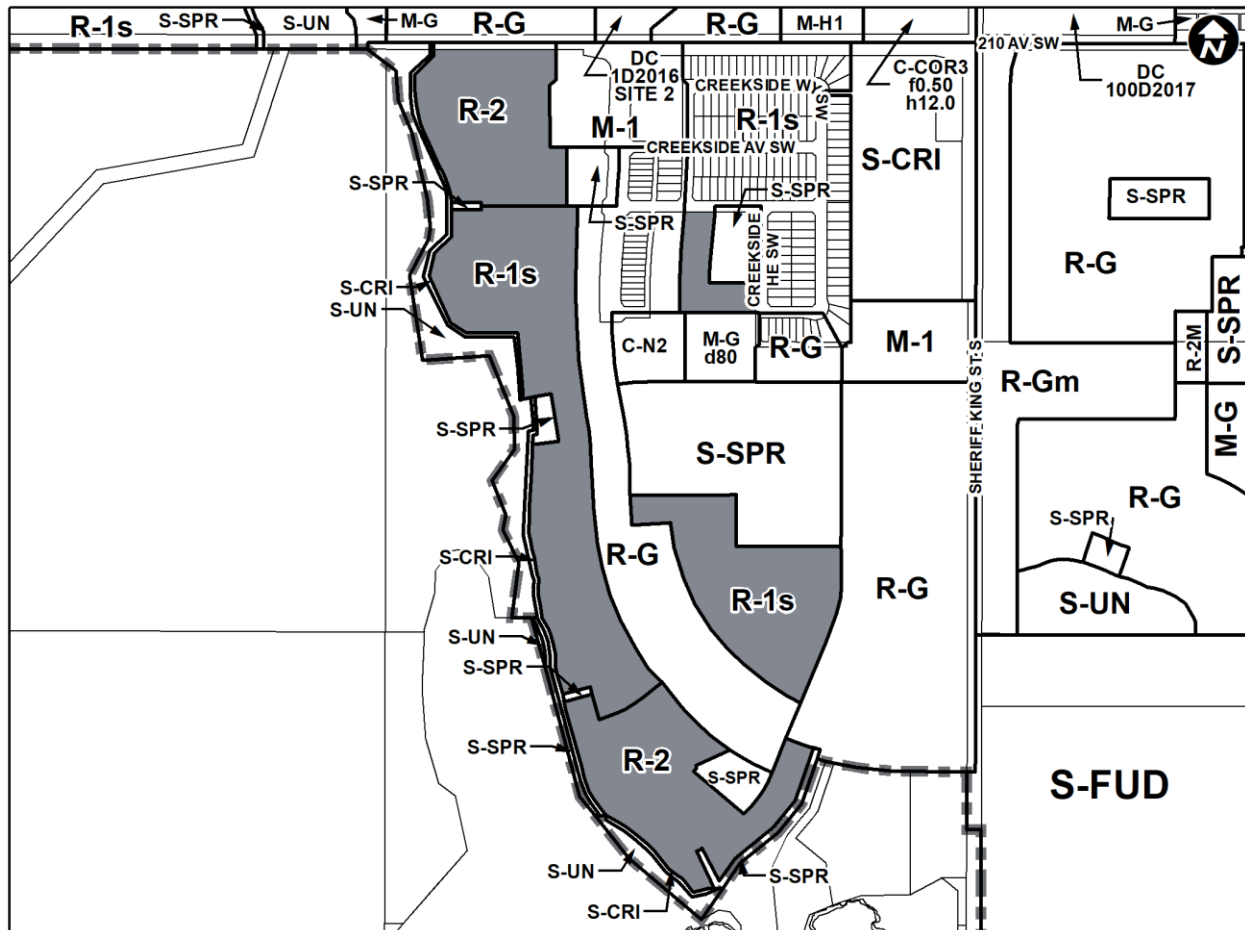 R-1s
S-SPR
S-UN
M-G
R-G
R-G
M-H1
M-G
N
210 AV SW
DC
1D2016
SITE 2
C-COR3
f0.50
h12.0
DC
100D2017
R-2
M-1
CREEKSIDE WY SW
R-1s
CREEKSIDE AV SW
S-CRI
S-SPR
S-SPR
S-SPR
S-SPR
CREEKSIDE
HE SW
R-1s
R-G
S-CRI
S-UN
S-SPR
C-N2
M-G
d80
R-G
M-1
R-2M
R-Gm
SHERIFF KING ST S
M-G
S-SPR
S-SPR
R-G
S-SPR
S-CRI
R-G
R-1s
R-G
S-UN
S-UN
S-SPR
S-SPR
R-2
S-SPR
S-FUD
S-UN
S-SPR
S-CRI